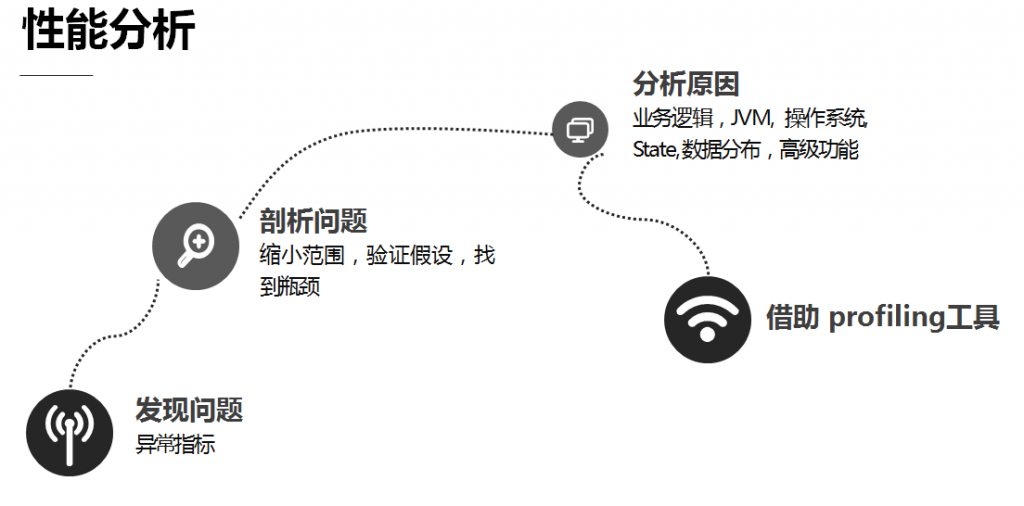 性能分析
分析原因
业务逻辑，JVM, 操作系统,
State, 数据分布，高级功能
剖析问题
缩小范围，验证假设，找
到瓶颈
借助 profiling工具
发现问题
异常指标